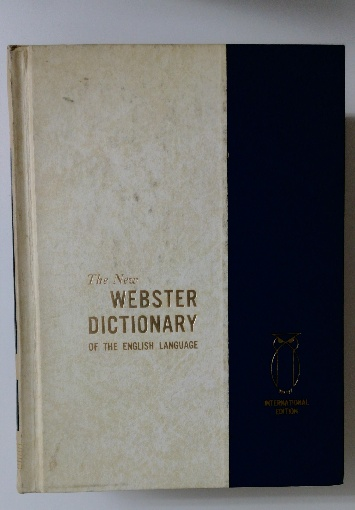 The New
WEBSTER
DICTIONARY
OF THE ENGLISH LANGUAGE
INTERNATIONAL
EDITION